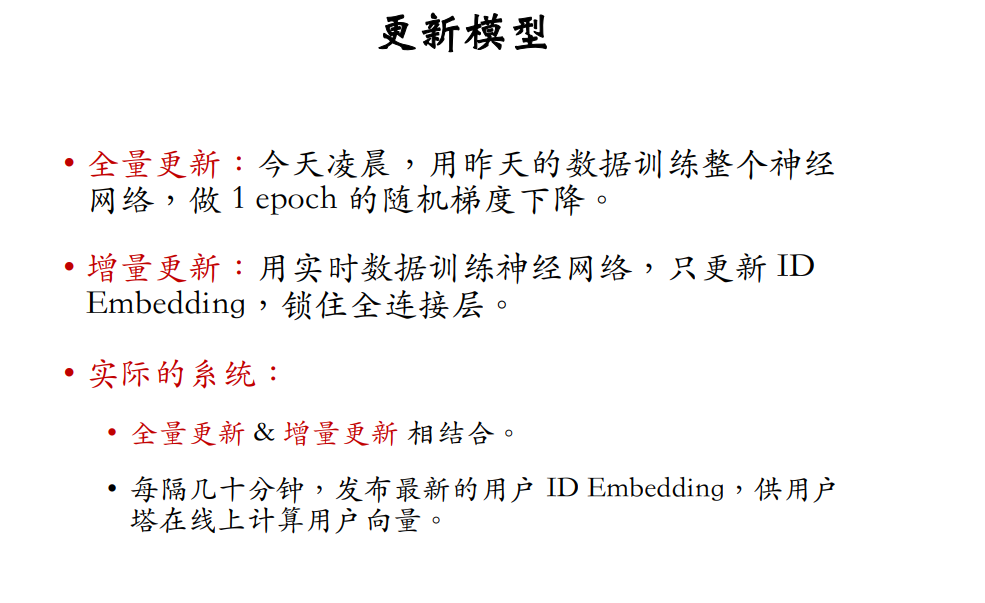 更新模型
• 全量更新：今天凌晨，用昨天的数据训练整个神经
网络，做 1 epoch 的随机梯度下降。
• 增量更新：用实时数据训练神经网络，只更新 ID
Embedding，锁住全连接层。
• 实际的系统：
• 全量更新 & 增量更新 相结合。
• 每隔几十分钟，发布最新的用户 ID Embedding，供用户
塔在线上计算用户向量。